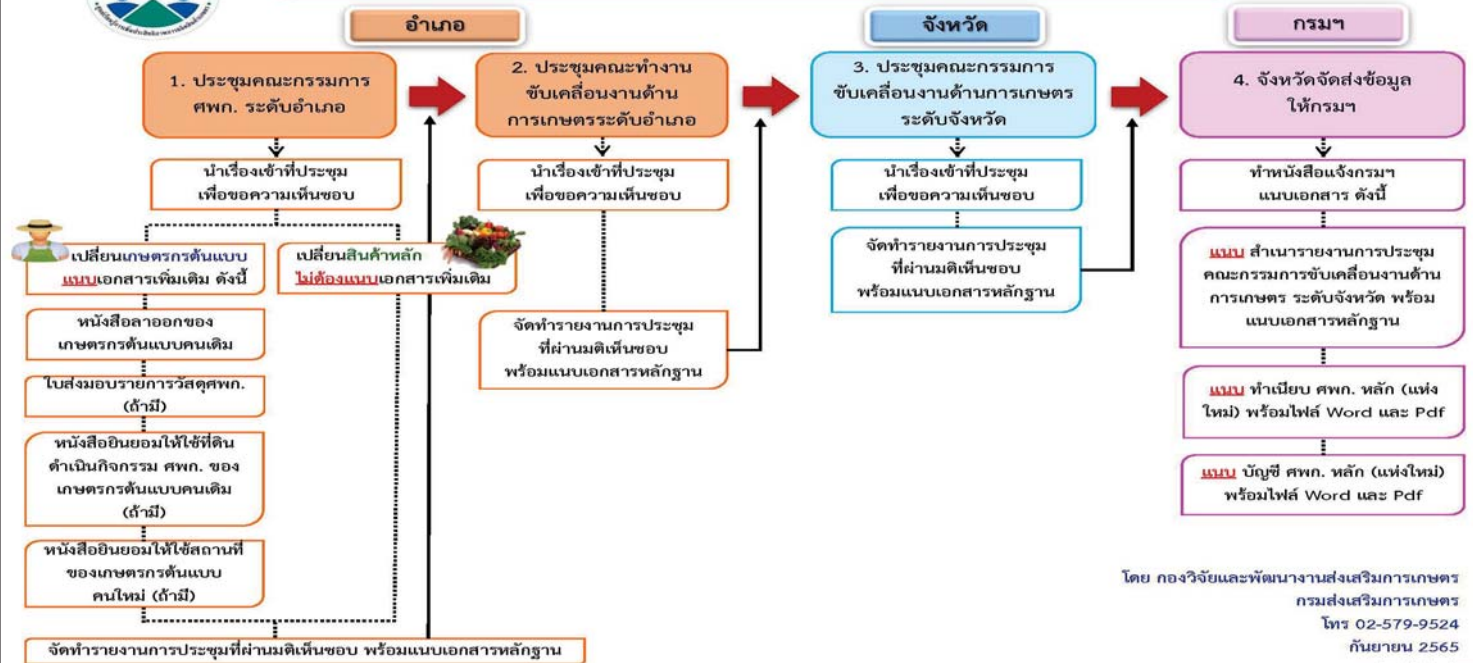 อำเภอ
จังหวัด
กรมฯ
1. ประชุมคณะกรรมการ
ศพก. ระดับอำเภอ
2. ประชุมคณะทำงาน
ขับเคลื่อนงานด้าน
การเกษตรระดับอำเภอ
3. ประชุมคณะกรรมการ
ขับเคลื่อนงานด้านการเกษตร
ระดับจังหวัด
4. จังหวัดจัดส่งข้อมูล
ให้กรมฯ
นำเรื่องเข้าที่ประชุม
เพื่อขอความเห็นชอบ
นำเรื่องเข้าที่ประชุม
เพื่อขอความเห็นชอบ
นำเรื่องเข้าที่ประชุม
เพื่อขอความเห็นชอบ
ทำหนังสือแจ้งกรมฯ
แนบเอกสาร ดังนี้
เปลี่ยนเกษตรกรต้นแบบ
แนบเอกสารเพิ่มเติม ดังนี้
เปลี่ยนสินค้าหลัก
ไม่ต้องแนบเอกสารเพิ่มเติม
หนังสือลาออกของ
เกษตรกรต้นแบบคนเดิม
ใบส่งมอบรายการวัสดุศพก.
(ถ้ามี)
หนังสือยินยอมให้ใช้ที่ดิน
ดำเนินกิจกรรม ศพก. ของ
เกษตรกรต้นแบบคนเดิม
(ถ้ามี)
หนังสือยินยอมให้ใช้สถานที่
ของเกษตรกรต้นแบบ
คนใหม่ (ถ้ามี)
จัดทำรายงานการประชุมที่ผ่านมติเห็นชอบ พร้อมแนบเอกสารหลักฐาน
จัดทำรายงานการประชุม
ที่ผ่านมติเห็นชอบ
พร้อมแนบเอกสารหลักฐาน
จัดทำรายงานการประชุม
ที่ผ่านมติเห็นชอบ
พร้อมแนบเอกสารหลักฐาน
แนบ สำเนารายงานการประชุม
คณะกรรมการขับเคลื่อนงานด้าน
การเกษตร ระดับจังหวัด พร้อม
แนบเอกสารหลักฐาน
แนบ ทำเนียบ ศพก. หลัก (แห่ง
ใหม่) พร้อมไฟล์ Word และ Pdf
แนบ บัญชี ศพก. หลัก (แห่งใหม่)
พร้อมไฟล์ Word และ Pdf
โดย กองวิจัยและพัฒนางานส่งเสริมการเกษตร
กรมส่งเสริมการเกษตร
โทร 02-579-9524
กันยายน 2565